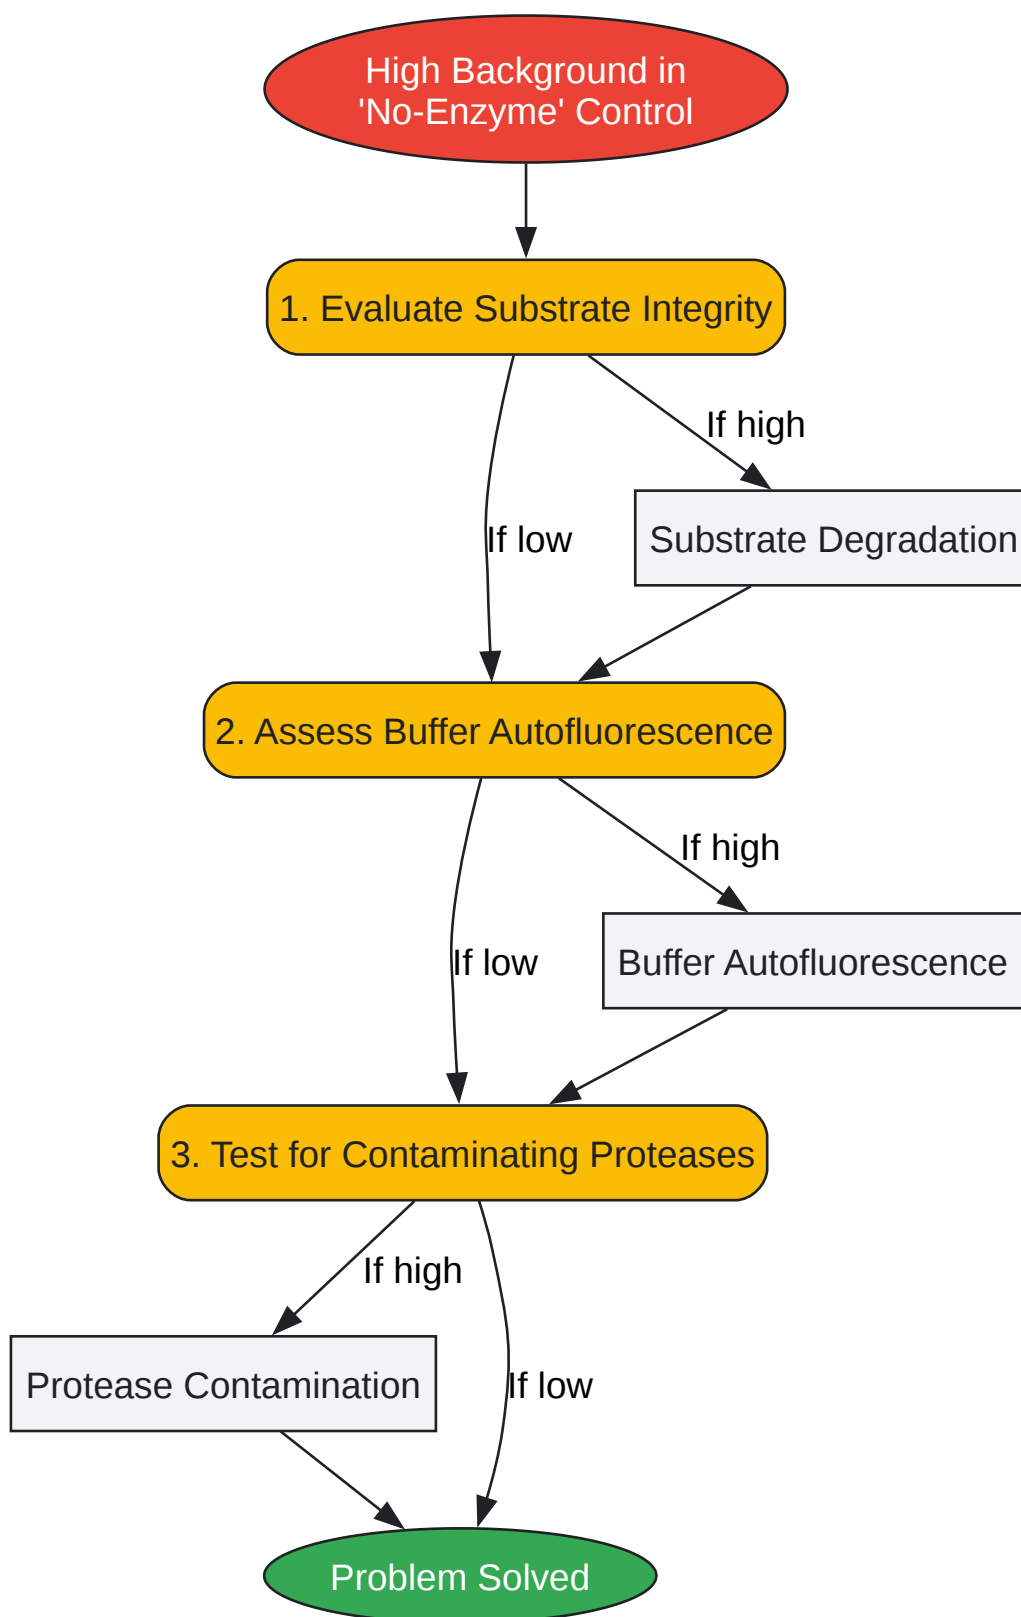 High Background in
'No-Enzyme' Control
1. Evaluate Substrate Integrity
If high
If low
Substrate Degradation
2. Assess Buffer Autofluorescence
If high
If low
Buffer Autofluorescence
3. Test for Contaminating Proteases
If high
Protease Contamination
If low
Problem Solved